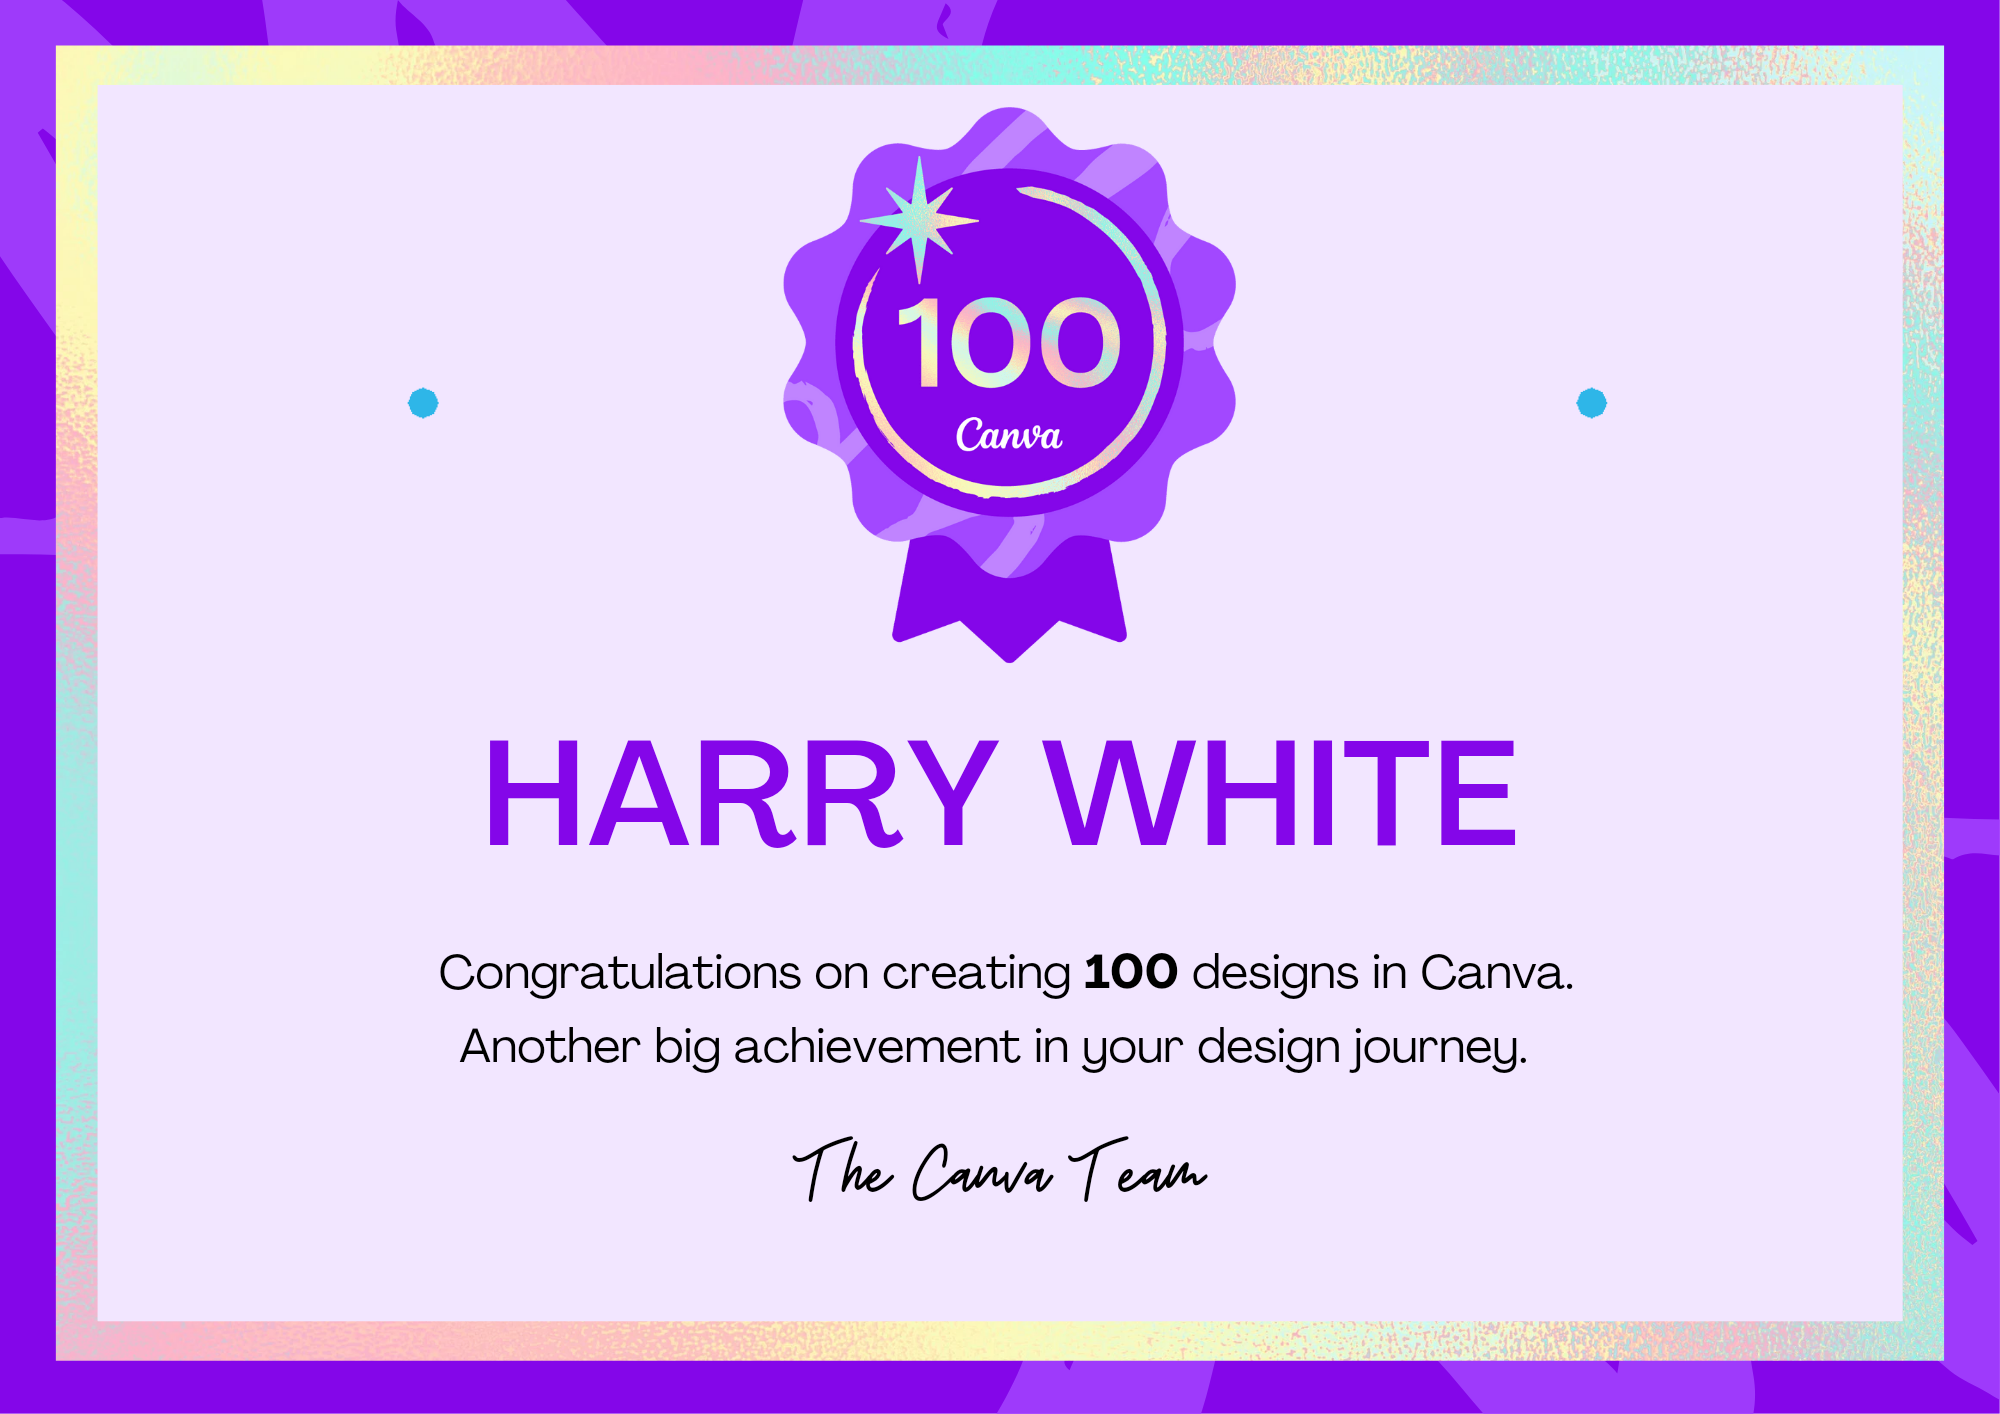 100
Canva
HARRY WHITE
Congratulations on creating 100 designs in Canva.
Another big achievement in your design journey.
The Canva Team